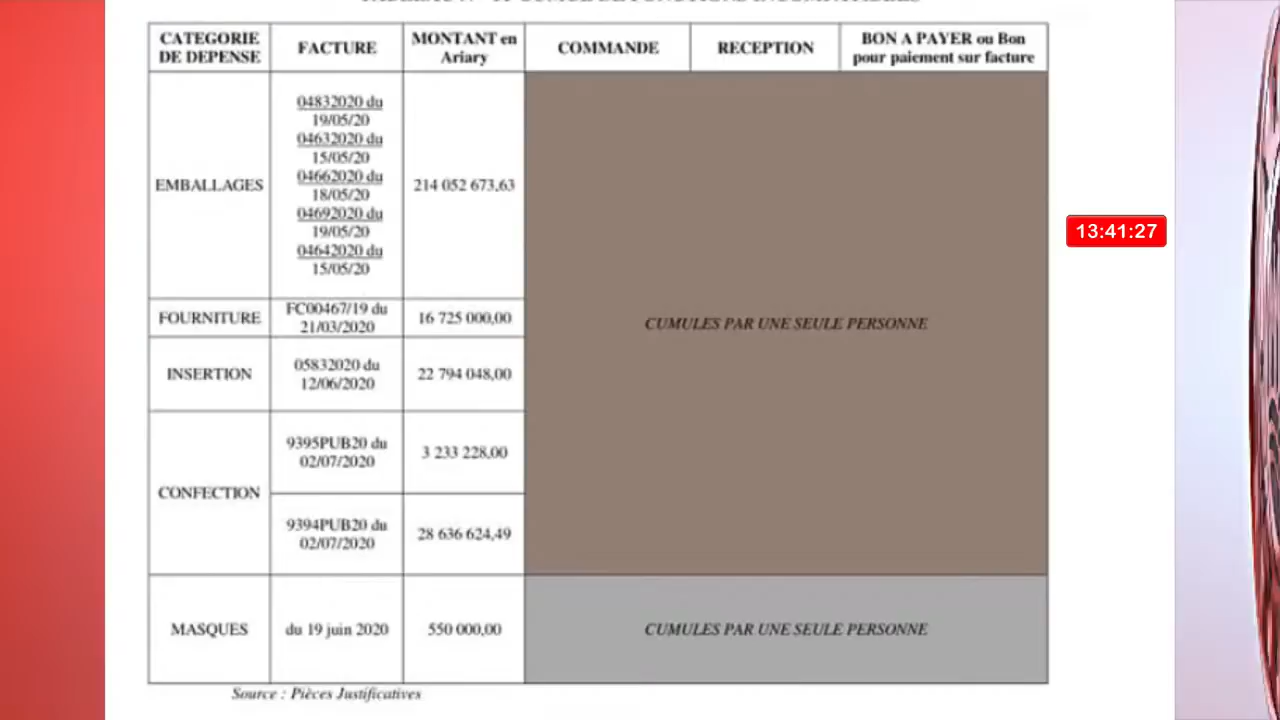 CATEGORIE
DE DEPENSE
FACTURE
MONTANT en
Ariary
COMMANDE
RECEPTION
BON A PAYER ou Bon
pour paiement sur facture
EMBALLAGES
04832020 du
19/05/20
04632020 du
15/05/20
04662020 du
18/05/20
04692020 du
19/05/20
04642020 du
15/05/20
214 052 673,63
CUMULES PAR UNE SEULE PERSONNE
FOURNITURE
FC00467/19 du
21/03/2020
16 725 000,00
INSERTION
05832020 du
12/06/2020
22 794 048,00
CONFECTION
9395PUB20 du
02/07/2020
3 233 228,00
9394PUB20 du
02/07/2020
28 636 624,49
MASQUES
du 19 juin 2020
550 000,00
CUMULES PAR UNE SEULE PERSONNE
Source : Pièces Justificatives
13:41:27